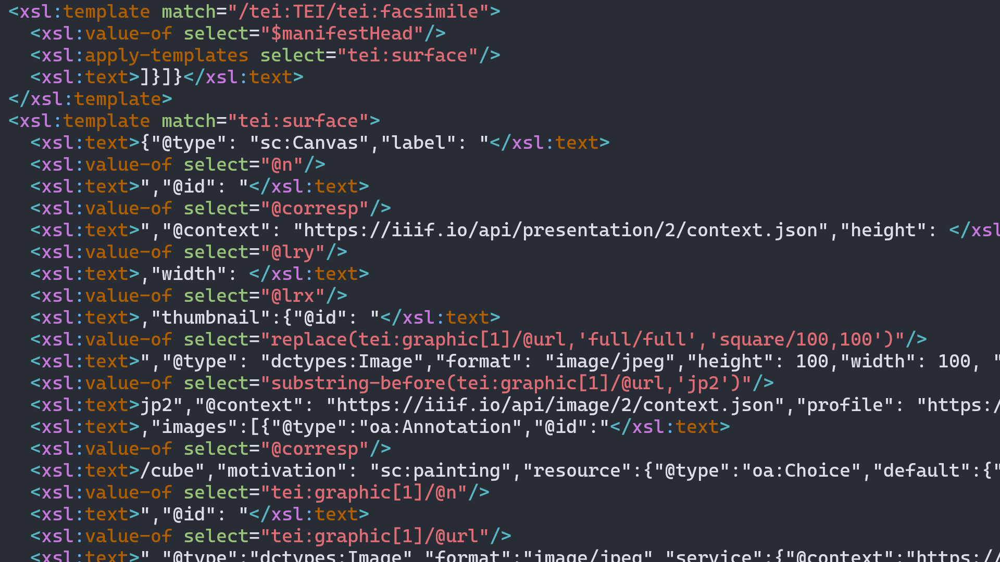 <xsl:template match="/tei:TEI/tei:facsimile">
<xsl:value-of select="$manifestHead"/>
<xsl:apply-templates select="tei:surface"/>
<xsl:text>]}]}</xsl:text>
</xsl:template>
<xsl:template match="tei:surface">
<xsl:text>{"@type": "sc:Canvas","label": "</xsl:text>
<xsl:value-of select="@n"/>
<xsl:text>","@id": "</xsl:text>
<xsl:value-of select="@corresp"/>
<xsl:text>","@context": "https://iiif.io/api/presentation/2/context.json","height": </xsl
<xsl:value-of select="@lry"/>
<xsl:text>,"width": </xsl:text>
<xsl:value-of select="@lrx"/>
<xsl:text>,"thumbnail":{"@id": "</xsl:text>
<xsl:value-of select="replace(tei:graphic[1]/@url,'full/full','square/100,100')"/>
<xsl:text>","@type": "dctypes:Image","format": "image/jpeg","height": 100,"width": 100, "
<xsl:value-of select="substring-before(tei:graphic[1]/@url,'jp2')"/>
<xsl:text>jp2","@context": "https://iiif.io/api/image/2/context.json","profile": "https:/
<xsl:text>,"images":[{"@type":"oa:Annotation","@id":"</xsl:text>
<xsl:value-of select="@corresp"/>
<xsl:text>/cube","motivation": "sc:painting","resource":{"@type":"oa:Choice","default":{"
<xsl:value-of select="tei:graphic[1]/@n"/>
<xsl:text>","@id": "</xsl:text>
<xsl:value-of select="tei:graphic[1]/@url"/>
<xsl:text>","@type":"dctypes:Image","format":"image/jpeg","service":{"@context":"https://